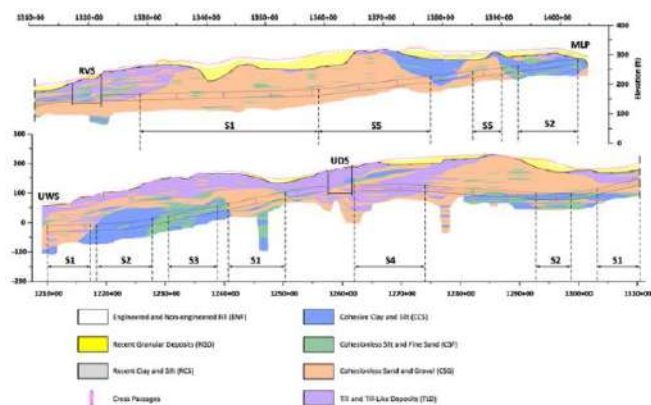 1310+00 1340+00 1350+00 1360+00 1370+00 1380+00 1390+00 1400+00
400
MLP
RVS
300
200
100
0
Elevation (ft)
S1 S5 S5 S2
300
200
UDS
100
UWS
0
-100
-200
S1 S2 S3 S1 S4 S2 S1
1210+00 1220+00 1230+00 1240+00 1250+00 1260+00 1270+00 1280+00 1290+00 1300+00 1310+00
Engineered and Non-engineered Fill (ENF)
Cohesive Clay and Silt (CCS)
Recent Granular Deposits (RGD)
Cohesionless Silt and Fine Sand (CSF)
Recent Clay and Silt (RCS)
Cohesionless Sand and Gravel (CSG)
Cross Passages
Till and Till-Like Deposits (TLD)